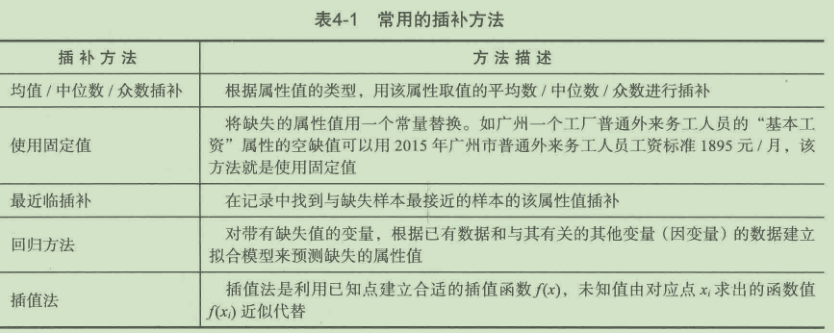 表4-1 常用的插补方法
插补方法 方法描述
均值/中位数/众数插补 根据属性值的类型，用该属性取值的平均数/中位数/众数进行插补
将缺失的属性值用一个常量替换。如广州一个工厂普通外来务工人员的“基本工
使用固定值 资”属性的空缺值可以用2015年广州市普通外来务工人员工资标准1895元/月，该
方法就是使用固定值
最近临插补 在记录中找到与缺失样本最接近的样本的该属性值插补
对带有缺失值的变量，根据已有数据和与其有关的其他变量（因变量）的数据建立
回归方法
拟合模型来预测缺失的属性值
插值法是利用已知点建立合适的插值函数f(x)，未知值由对应点xᵢ求出的函数值
插值法
f(xᵢ)近似代替